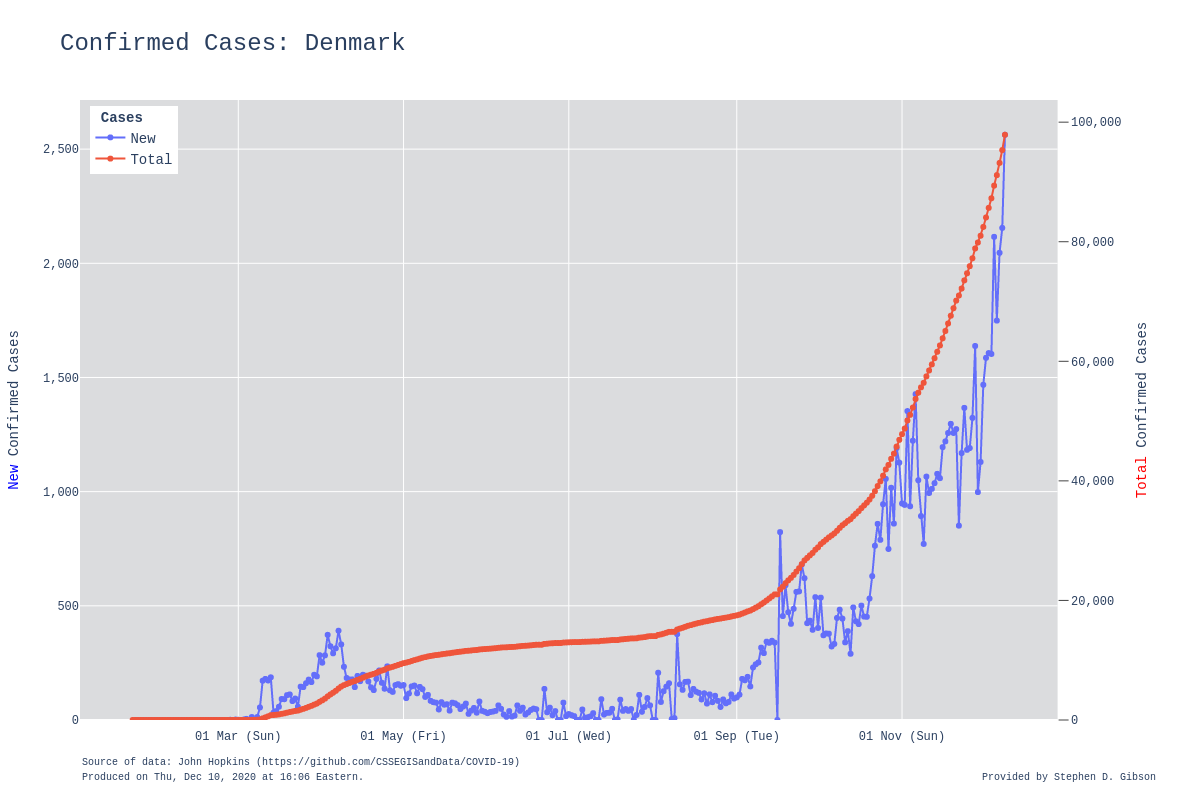 Confirmed Cases: Denmark
Cases
New
Total
2,500
2,000
1,500
1,000
500
0
100,000
80,000
60,000
40,000
20,000
0
New Confirmed Cases
Total Confirmed Cases
01 Mar (Sun)
01 May (Fri)
01 Jul (Wed)
01 Sep (Tue)
01 Nov (Sun)
Source of data: John Hopkins (https://github.com/CSSEGISandData/COVID-19)
Produced on Thu, Dec 10, 2020 at 16:06 Eastern.
Provided by Stephen D. Gibson